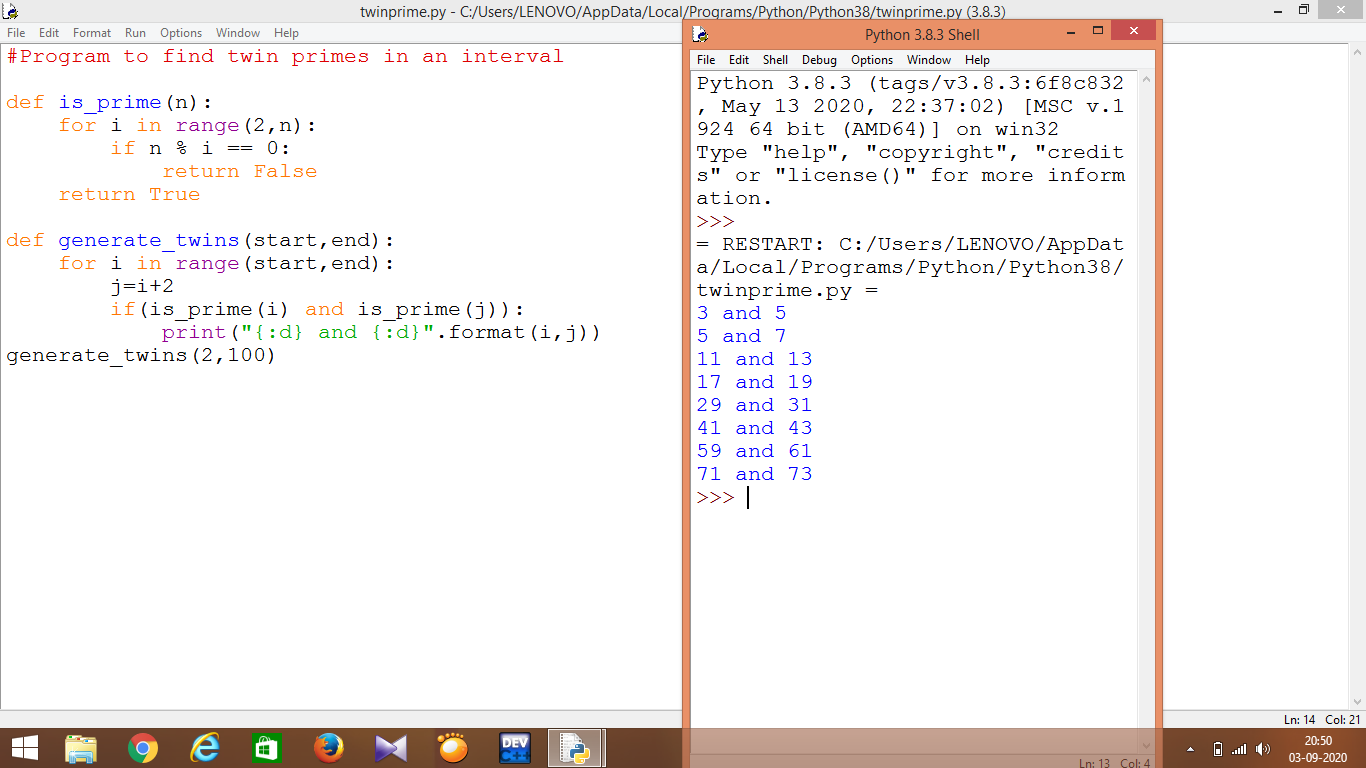 twinprime.py - C:/Users/LENOVO/AppData/Local/Programs/Python/Python38/twinprime.py (3.8.3)
File Edit Format Run Options Window Help
#Program to find twin primes in an interval
def is_prime(n):
for i in range(2,n):
if n % i == 0:
return False
return True
def generate_twins(start,end):
for i in range(start,end):
j=i+2
if(is_prime(i) and is_prime(j)):
print("{:d} and {:d}".format(i,j))
generate_twins(2,100)
Python 3.8.3 Shell
File Edit Shell Debug Options Window Help
Python 3.8.3 (tags/v3.8.3:6f8c832
, May 13 2020, 22:37:02) [MSC v.1
924 64 bit (AMD64)] on win32
Type "help", "copyright", "credit
s" or "license()" for more inform
ation.
>>>
= RESTART: C:/Users/LENOVO/AppDat
a/Local/Programs/Python/Python38/
twinprime.py =
3 and 5
5 and 7
11 and 13
17 and 19
29 and 31
41 and 43
59 and 61
71 and 73
>>>
Ln: 14 Col: 21
DEV
C++
Ln: 13 Col: 4
20:50
03-09-2020